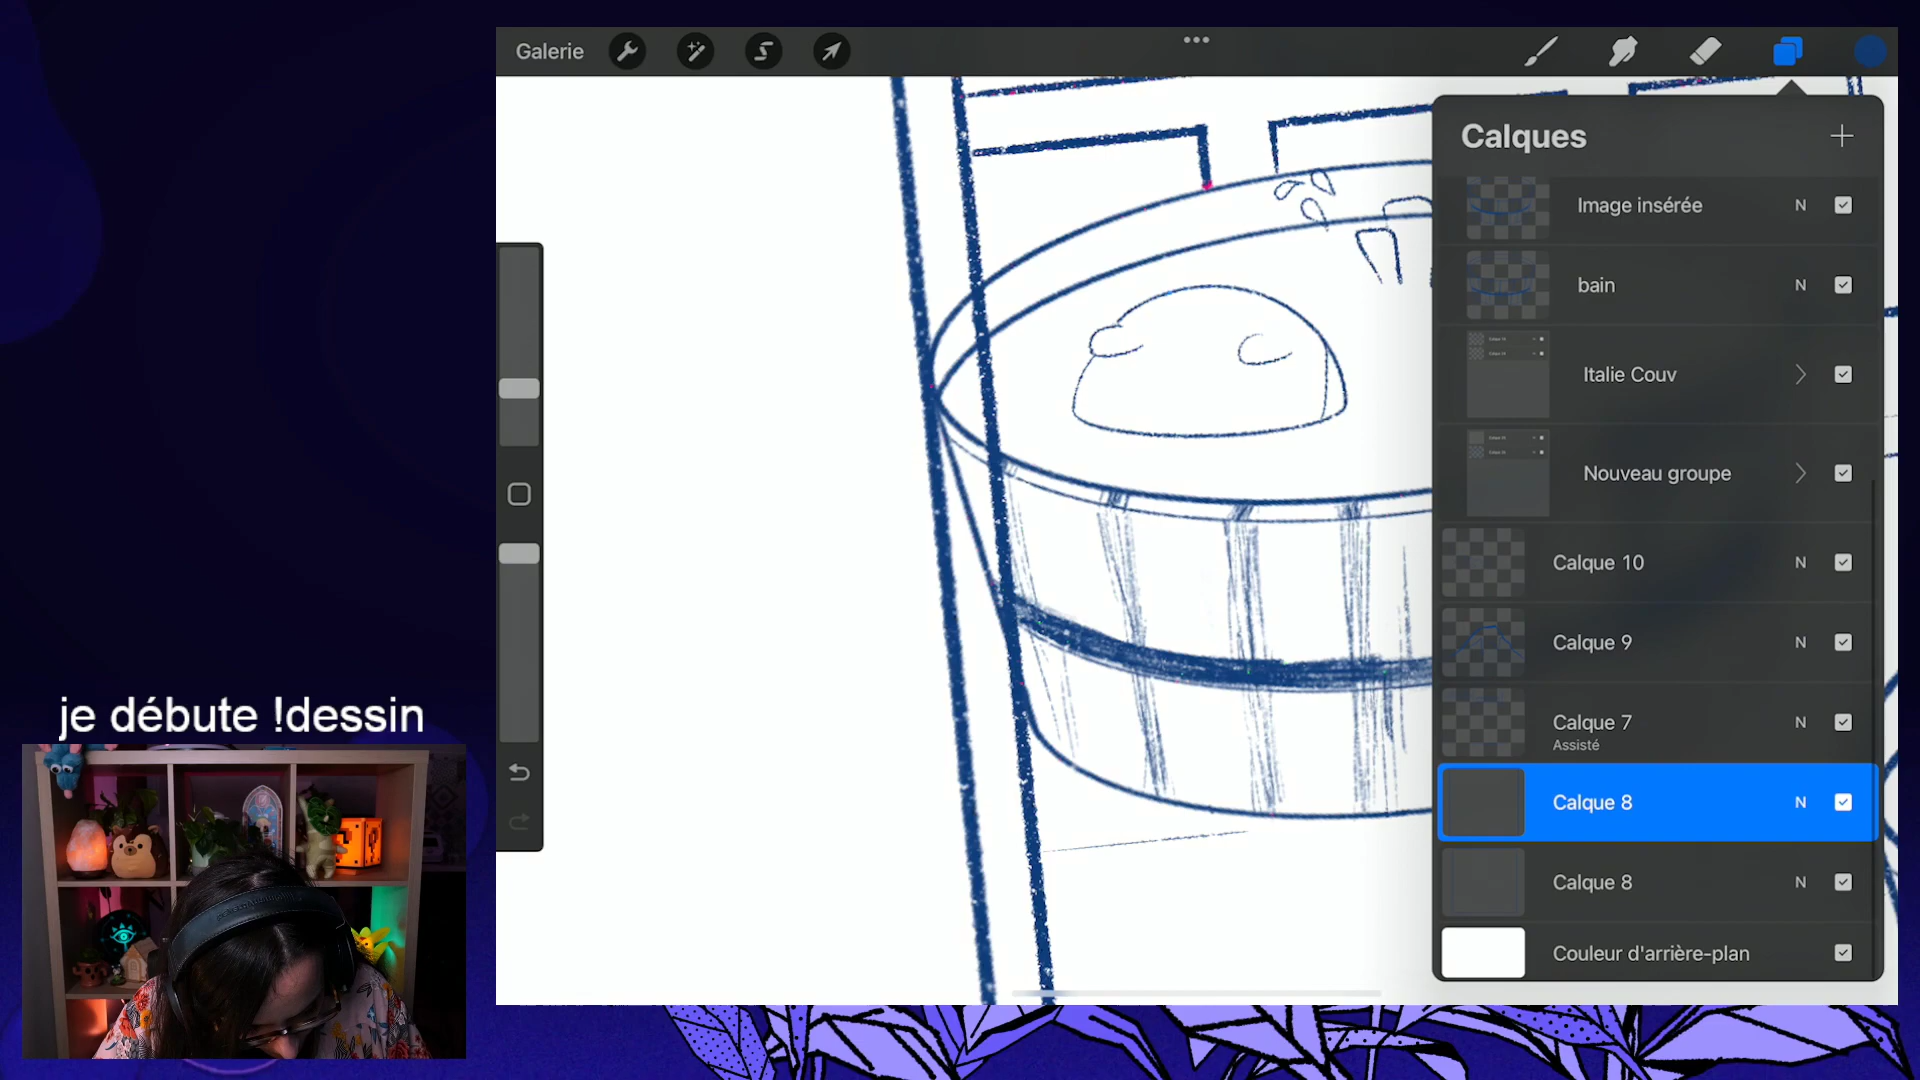 Galerie
Calques
Image insérée N
bain N
Italie Couv
Nouveau groupe
Calque 10 N
Calque 9 N
Calque 7 N
Assisté
Calque 8 N
Calque 8 N
Couleur d'arrière-plan
je débute !dessin